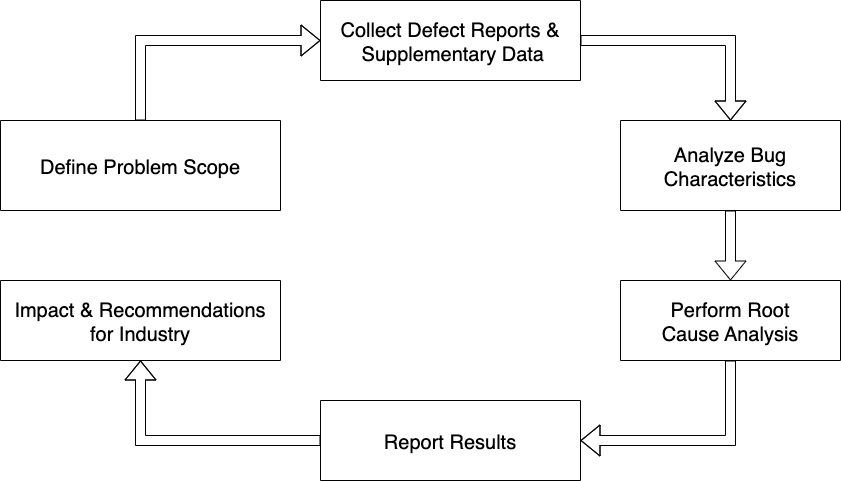 Collect Defect Reports &
Supplementary Data
Define Problem Scope
Analyze Bug
Characteristics
Impact & Recommendations
for Industry
Perform Root
Cause Analysis
Report Results